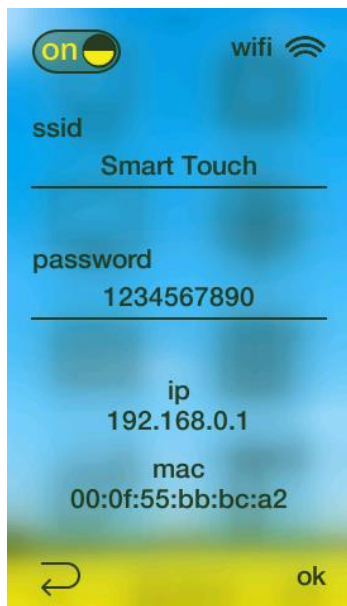 on
wifi
ssid
Smart Touch
password
1234567890
ip
192.168.0.1
mac
00:0f:55:bb:bc:a2
ok